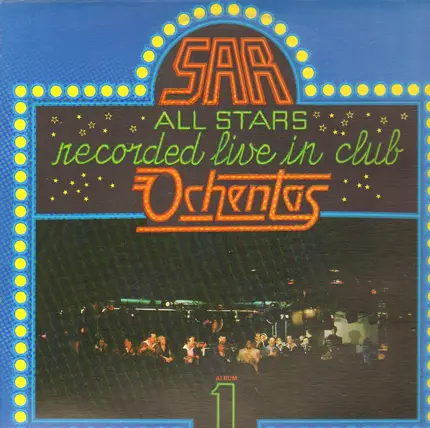 SAR
ALL STARS
recorded live in club
Ochentas
ALBUM
1